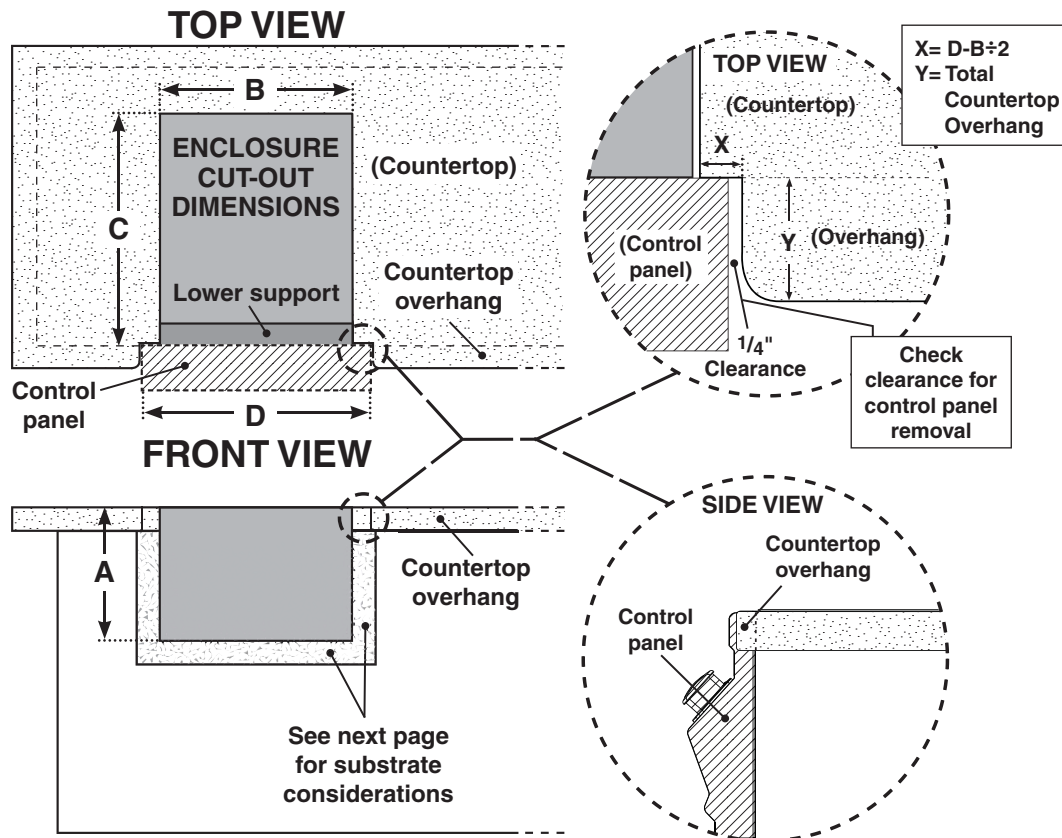 TOP VIEW
B
ENCLOSURE
CUT-OUT
DIMENSIONS
(Countertop)
C
Countertop
overhang
Lower support
Control
panel
D
TOP VIEW
(Countertop)
X
X= D-B÷2
Y= Total
Countertop
Overhang
(Control
panel)
Y
(Overhang)
1/4"
Clearance
Check
clearance for
control panel
removal
FRONT VIEW
A
Countertop
overhang
See next page
for substrate
considerations
SIDE VIEW
Countertop
overhang
Control
panel